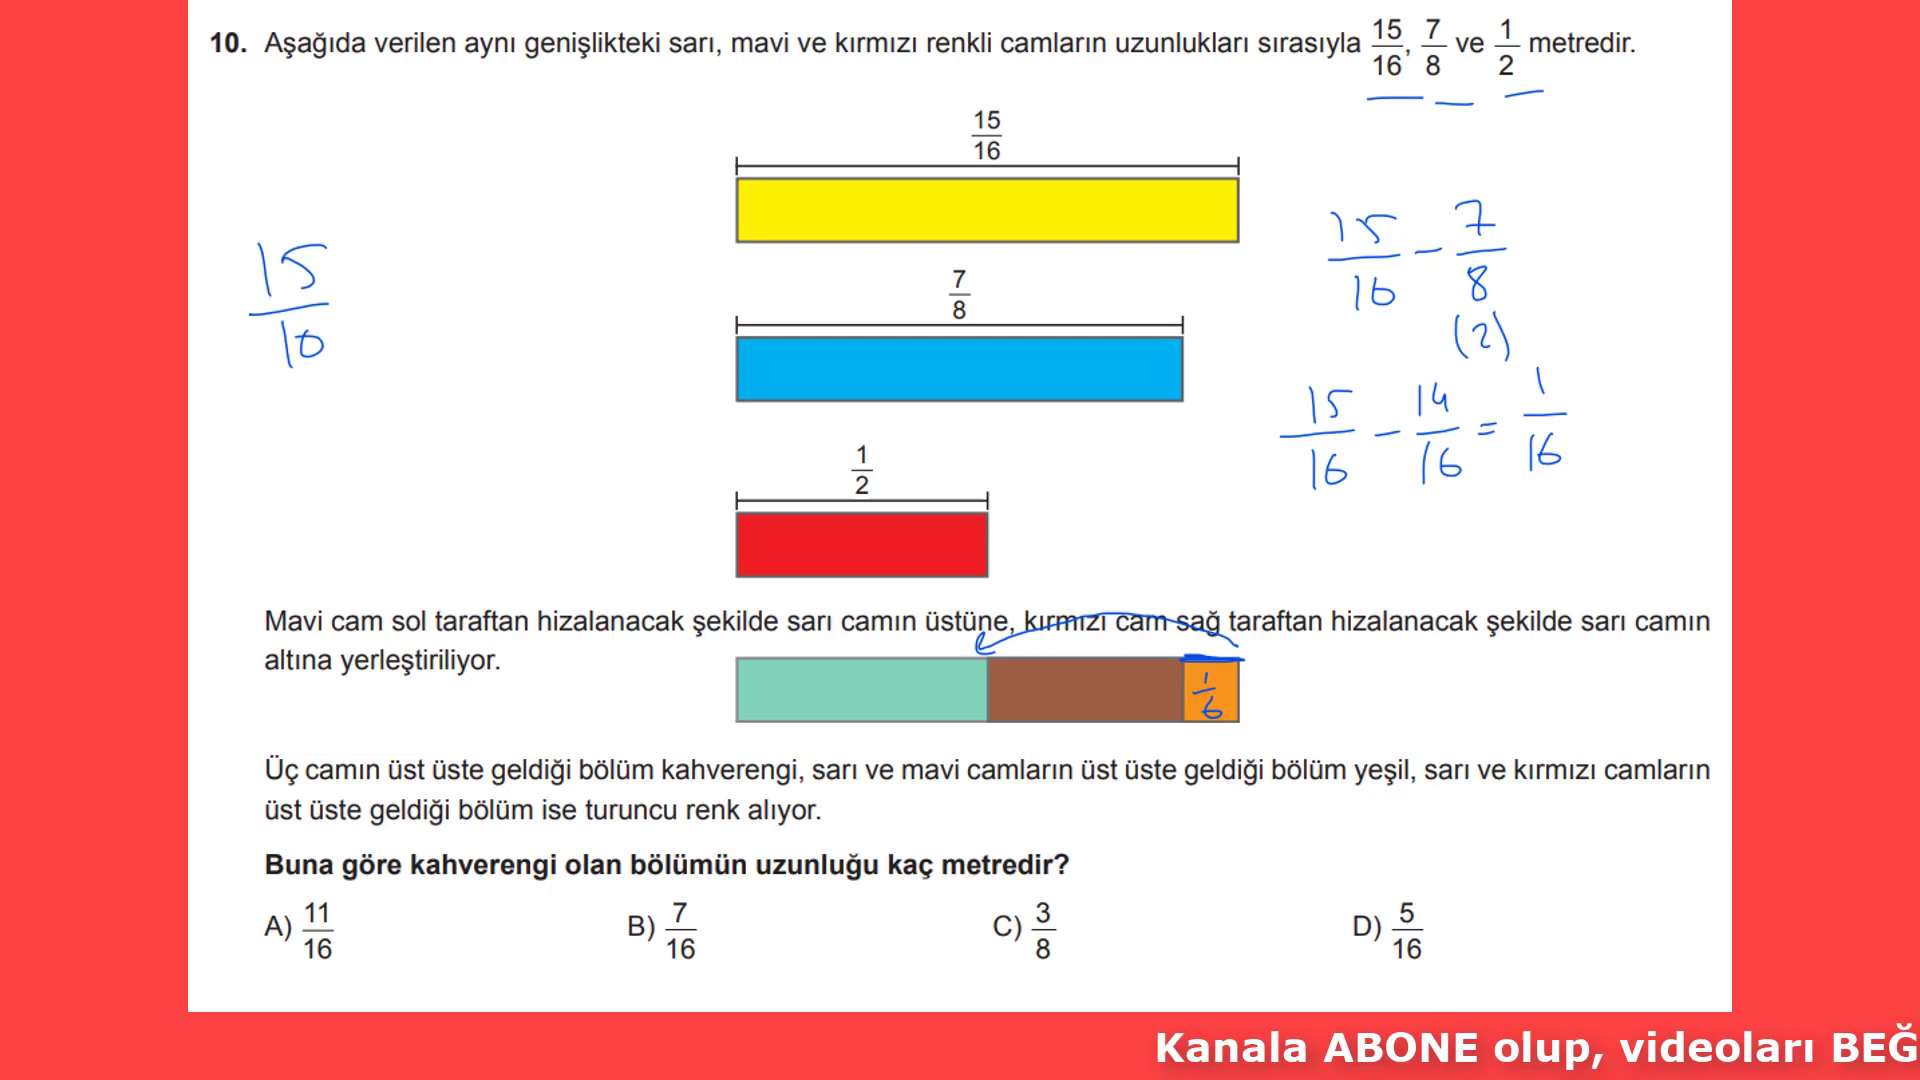 10. Aşağıda verilen aynı genişlikteki sarı, mavi ve kırmızı renkli camların uzunlukları sırasıyla 15/16, 7/8 ve 1/2 metredir.
15/16
15/10
15/16 - 7/8
(2)
7/8
15/16 - 14/16 = 1/16
1/2
Mavi cam sol taraftan hizalanacak şekilde sarı camın üstüne, kırmızı cam sağ taraftan hizalanacak şekilde sarı camın
altına yerleştiriliyor.
1/6
Üç camın üst üste geldiği bölüm kahverengi, sarı ve mavi camların üst üste geldiği bölüm yeşil, sarı ve kırmızı camların
üst üste geldiği bölüm ise turuncu renk alıyor.
Buna göre kahverengi olan bölümün uzunluğu kaç metredir?
A) 11/16 B) 7/16 C) 3/8 D) 5/16
Kanala ABONE olup, videoları BEĞ